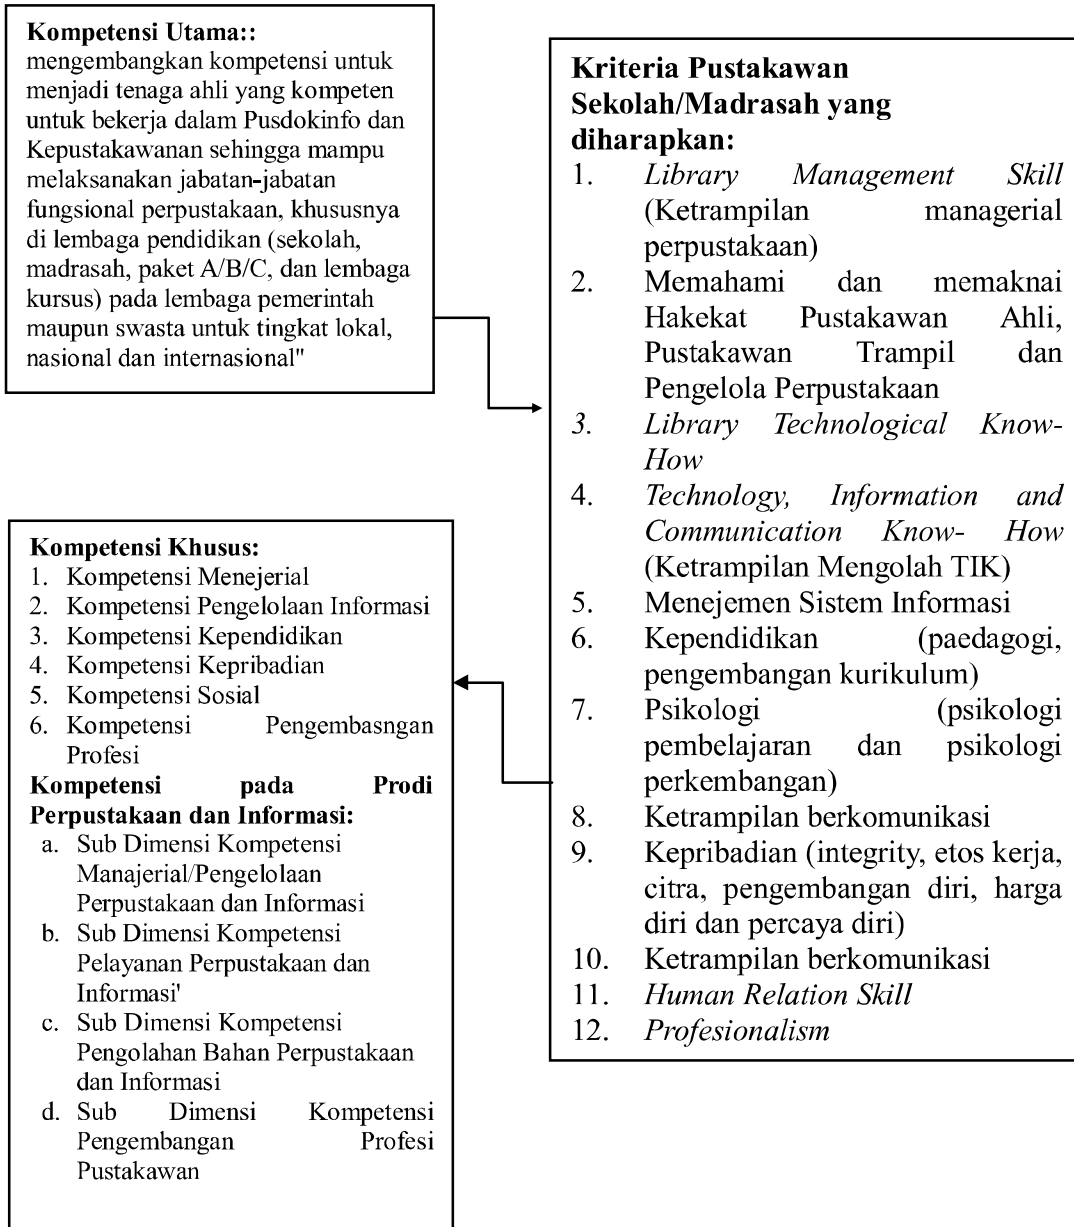 Kompetensi Utama::
mengembangkan kompetensi untuk
menjadi tenaga ahli yang kompeten
untuk bekerja dalam Pusdokinfo dan
Kepustakawanan sehingga mampu
melaksanakan jabatan-jabatan
fungsional perpustakaan, khususnya
di lembaga pendidikan (sekolah,
madrasah, paket A/B/C, dan lembaga
kursus) pada lembaga pemerintah
maupun swasta untuk tingkat lokal,
nasional dan internasional"
Kriteria Pustakawan
Sekolah/Madrasah yang
diharapkan:
1. Library Management Skill
(Ketrampilan managerial
perpustakaan)
2. Memahami dan memaknai
Hakekat Pustakawan Ahli,
Pustakawan Trampil dan
Pengelola Perpustakaan
3. Library Technological Know-
How
4. Technology, Information and
Communication Know- How
(Ketrampilan Mengolah TIK)
5. Menejemen Sistem Informasi
6. Kependidikan (paedagogi,
pengembangan kurikulum)
7. Psikologi (psikologi
pembelajaran dan psikologi
perkembangan)
8. Ketrampilan berkomunikasi
9. Kepribadian (integrity, etos kerja,
citra, pengembangan diri, harga
diri dan percaya diri)
10. Ketrampilan berkomunikasi
11. Human Relation Skill
12. Profesionalism
Kompetensi Khusus:
1. Kompetensi Menejerial
2. Kompetensi Pengelolaan Informasi
3. Kompetensi Kependidikan
4. Kompetensi Kepribadian
5. Kompetensi Sosial
6. Kompetensi Pengembasngan
Profesi
Kompetensi pada Prodi
Perpustakaan dan Informasi:
a. Sub Dimensi Kompetensi
Manajerial/Pengelolaan
Perpustakaan dan Informasi
b. Sub Dimensi Kompetensi
Pelayanan Perpustakaan dan
Informasi'
c. Sub Dimensi Kompetensi
Pengolahan Bahan Perpustakaan
dan Informasi
d. Sub Dimensi Kompetensi
Pengembangan Profesi
Pustakawan